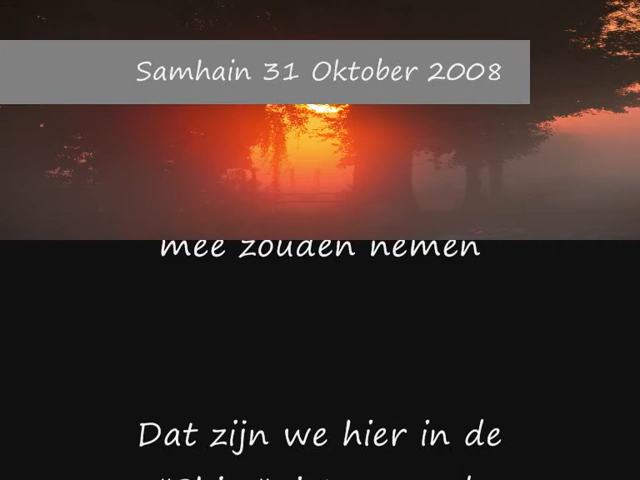 Samhain 31 Oktober 2008
mee zouden nemen
Dat zijn we hier in de